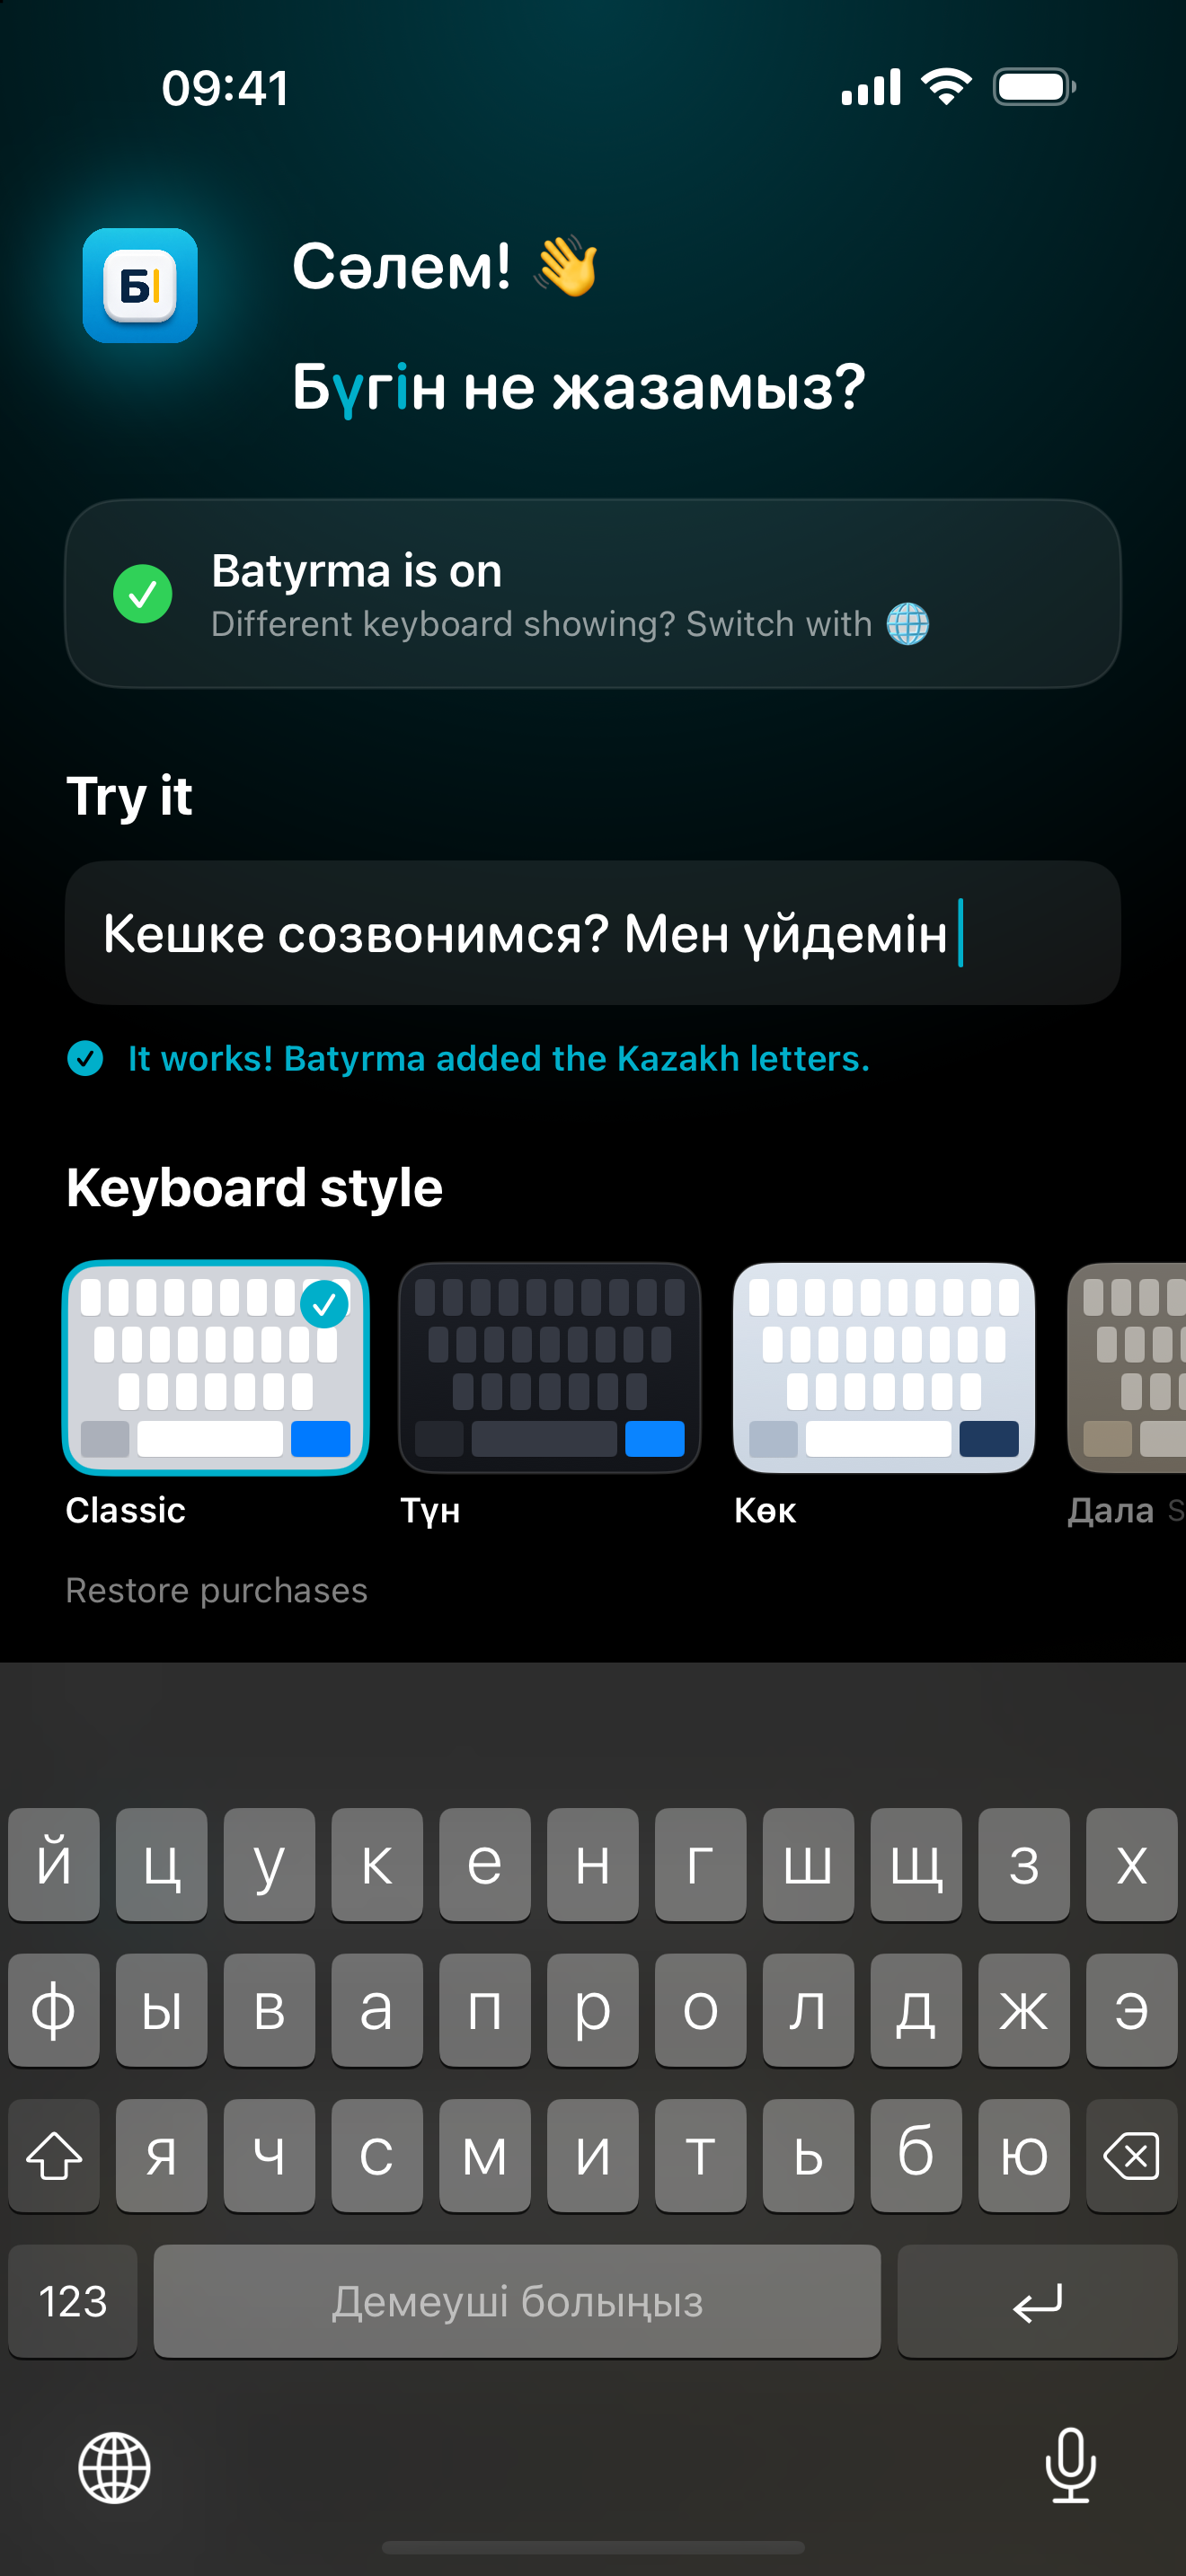 09:41
БІ
Сәлем! 👋
Бүгін не жазамыз?
Batyrma is on
Different keyboard showing? Switch with 🌐
Try it
Кешке созвонимся? Мен үйдемін
It works! Batyrma added the Kazakh letters.
Keyboard style
Classic Түн Көк Дала S
Restore purchases
й ц у к е н г ш щ з х
ф ы в а п р о л д ж э
я ч с м и т ь б ю
123 Демеуші болыңыз